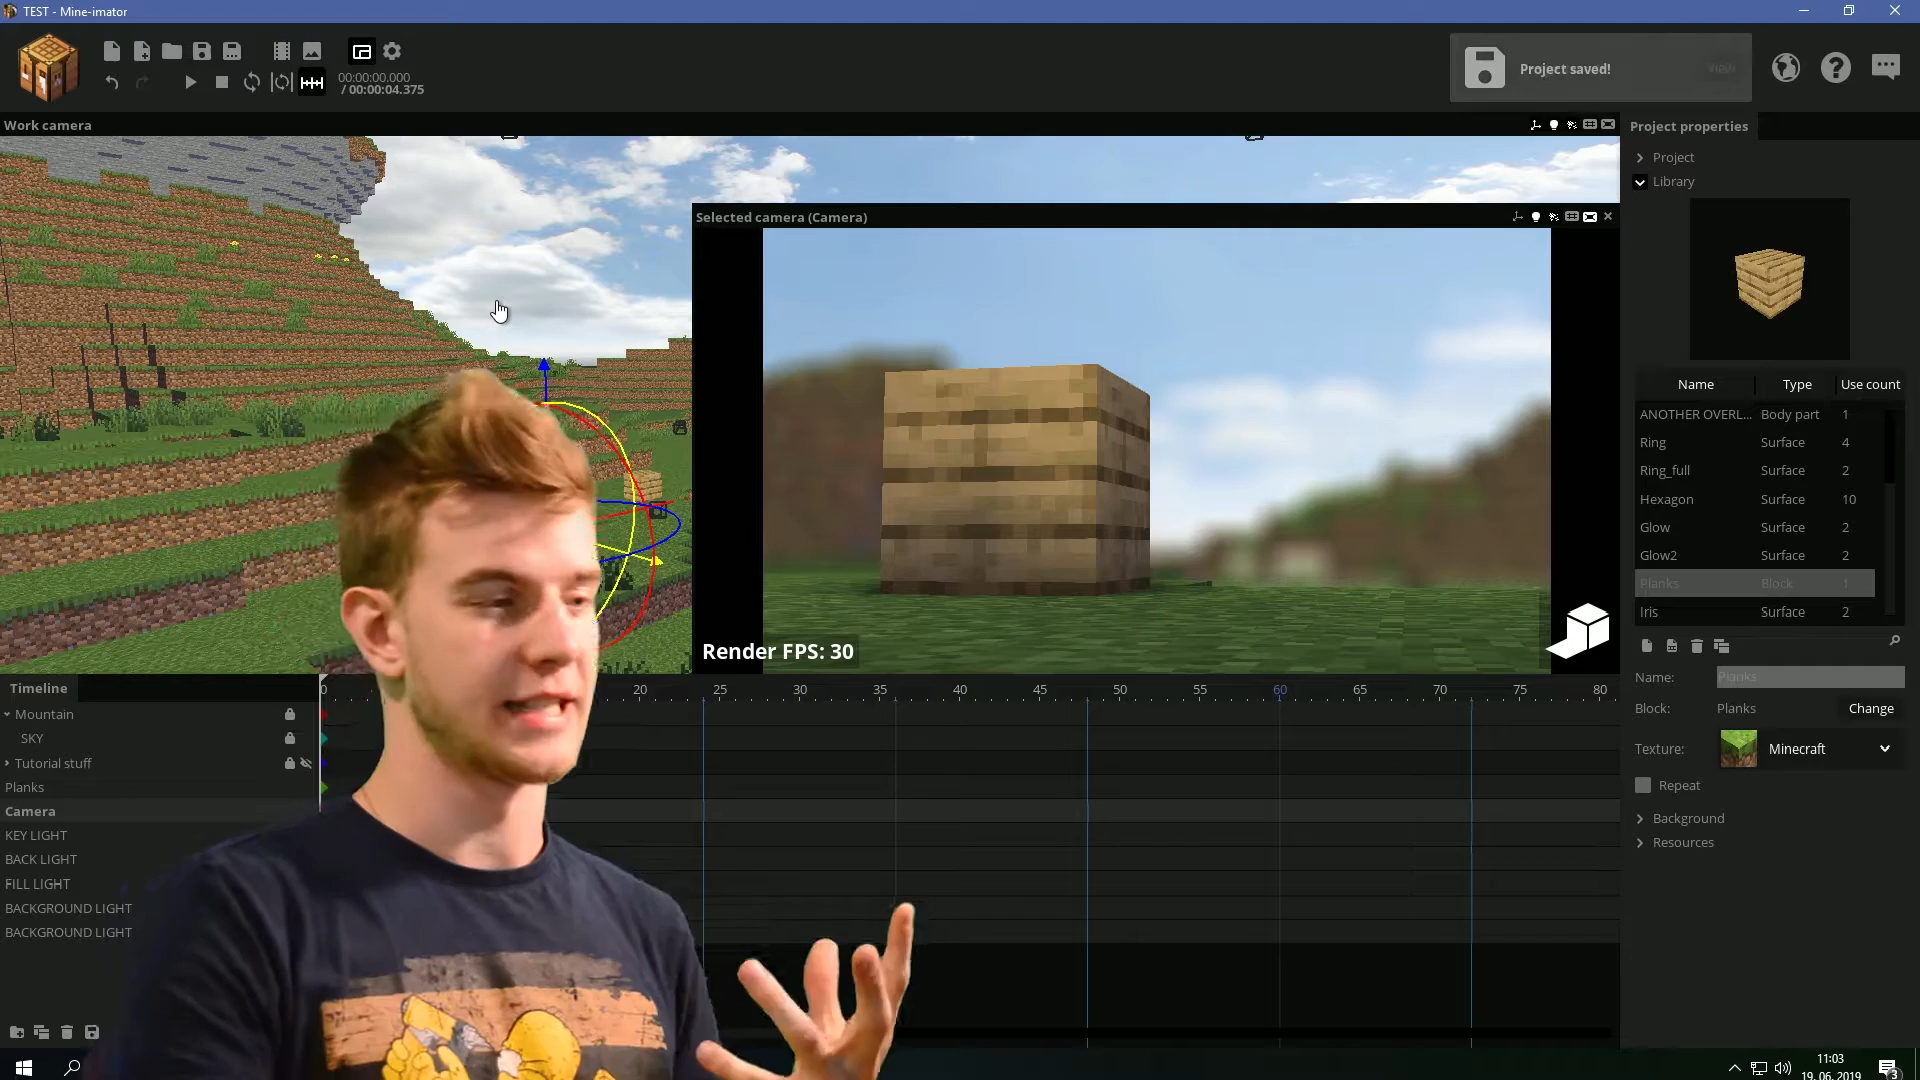 TEST - Mine-imator
00:00:00.000
/ 00:00:04.375
Project saved!
View
Work camera
Project properties
Project
Library
Selected camera (Camera)
Name Type Use count
ANOTHER OVERL... Body part 1
Ring Surface 4
Ring_full Surface 2
Hexagon Surface 10
Glow Surface 2
Glow2 Surface 2
Planks Block 1
Iris Surface 2
Render FPS: 30
Name: Planks
Block: Planks Change
Texture: Minecraft
Repeat
Background
Resources
Timeline
0 20 25 30 35 40 45 50 55 60 65 70 75 80
Mountain
SKY
Tutorial stuff
Planks
Camera
KEY LIGHT
BACK LIGHT
FILL LIGHT
BACKGROUND LIGHT
BACKGROUND LIGHT
11:03
19. 06. 2019
3